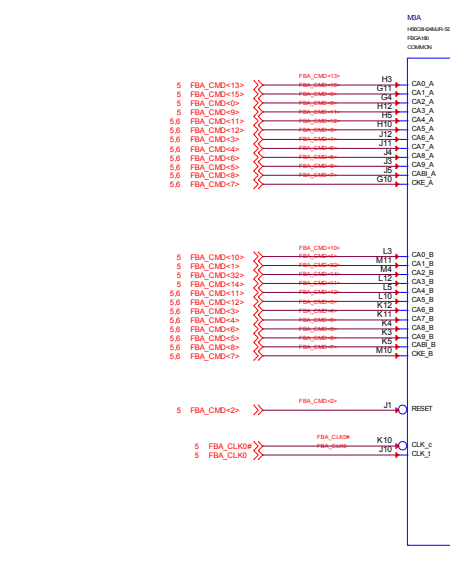 M3A
FBGA180
COMMON
5 FBA_CMD<13> FBA_CMD<13> H3 CA0_A
5 FBA_CMD<15> G11 CA1_A
5 FBA_CMD<0> G4 CA2_A
5 FBA_CMD<9> H12 CA3_A
5,6 FBA_CMD<11> H5 CA4_A
5,6 FBA_CMD<12> H10 CA5_A
5,6 FBA_CMD<3> J12 CA6_A
5,6 FBA_CMD<4> J11 CA7_A
5,6 FBA_CMD<6> J4 CA8_A
5,6 FBA_CMD<5> J3 CA9_A
5,6 FBA_CMD<8> J5 CABI_A
5,6 FBA_CMD<7> G10 CKE_A
5 FBA_CMD<10> FBA_CMD<10> L3 CA0_B
5 FBA_CMD<1> M11 CA1_B
5 FBA_CMD<32> M4 CA2_B
5 FBA_CMD<14> L12 CA3_B
5,6 FBA_CMD<11> L5 CA4_B
5,6 FBA_CMD<12> L10 CA5_B
5,6 FBA_CMD<3> K12 CA6_B
5,6 FBA_CMD<4> K11 CA7_B
5,6 FBA_CMD<6> K4 CA8_B
5,6 FBA_CMD<5> K3 CA9_B
5,6 FBA_CMD<8> K5 CABI_B
5,6 FBA_CMD<7> M10 CKE_B
5 FBA_CMD<2> FBA_CMD<2> J1 RESET
5 FBA_CLK0# FBA_CLK0# K10 CLK_c
5 FBA_CLK0 FBA_CLK0 J10 CLK_t